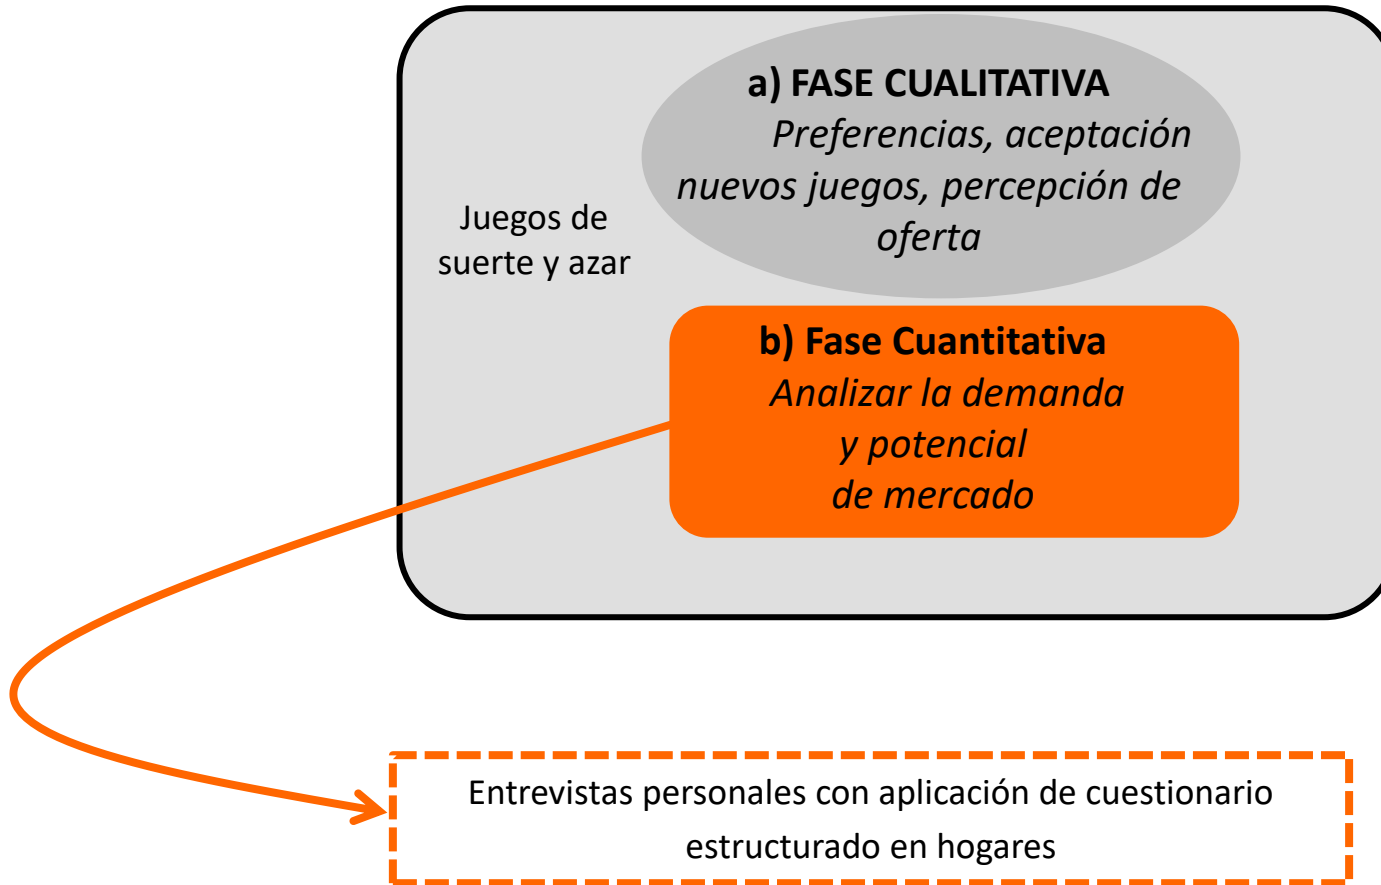 a) FASE CUALITATIVA
Preferencias, aceptación
nuevos juegos, percepción de
oferta
Juegos de
suerte y azar
b) Fase Cuantitativa
Analizar la demanda
y potencial
de mercado
Entrevistas personales con aplicación de cuestionario
estructurado en hogares